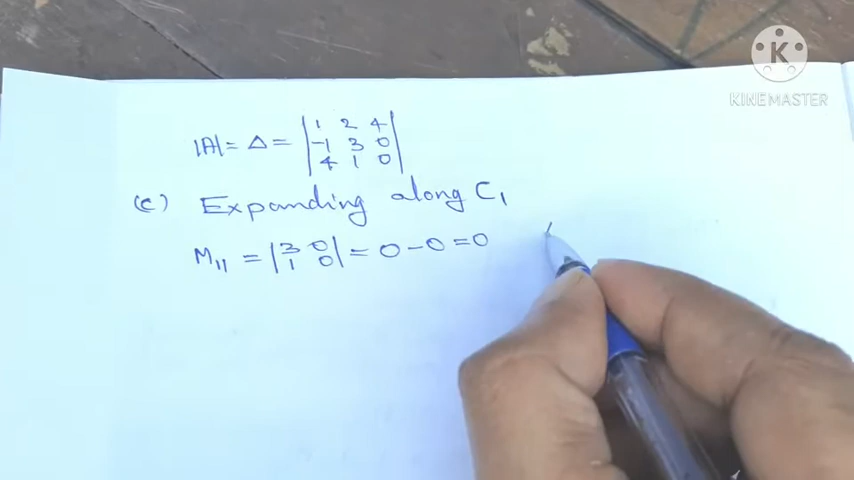 K
KINEMASTER
|A| = Δ = | 1 2 4 |
| -1 3 0 |
| 4 1 0 |
(c) Expanding along C₁
M₁₁ = | 3 0 | = 0 - 0 = 0
| 1 0 |